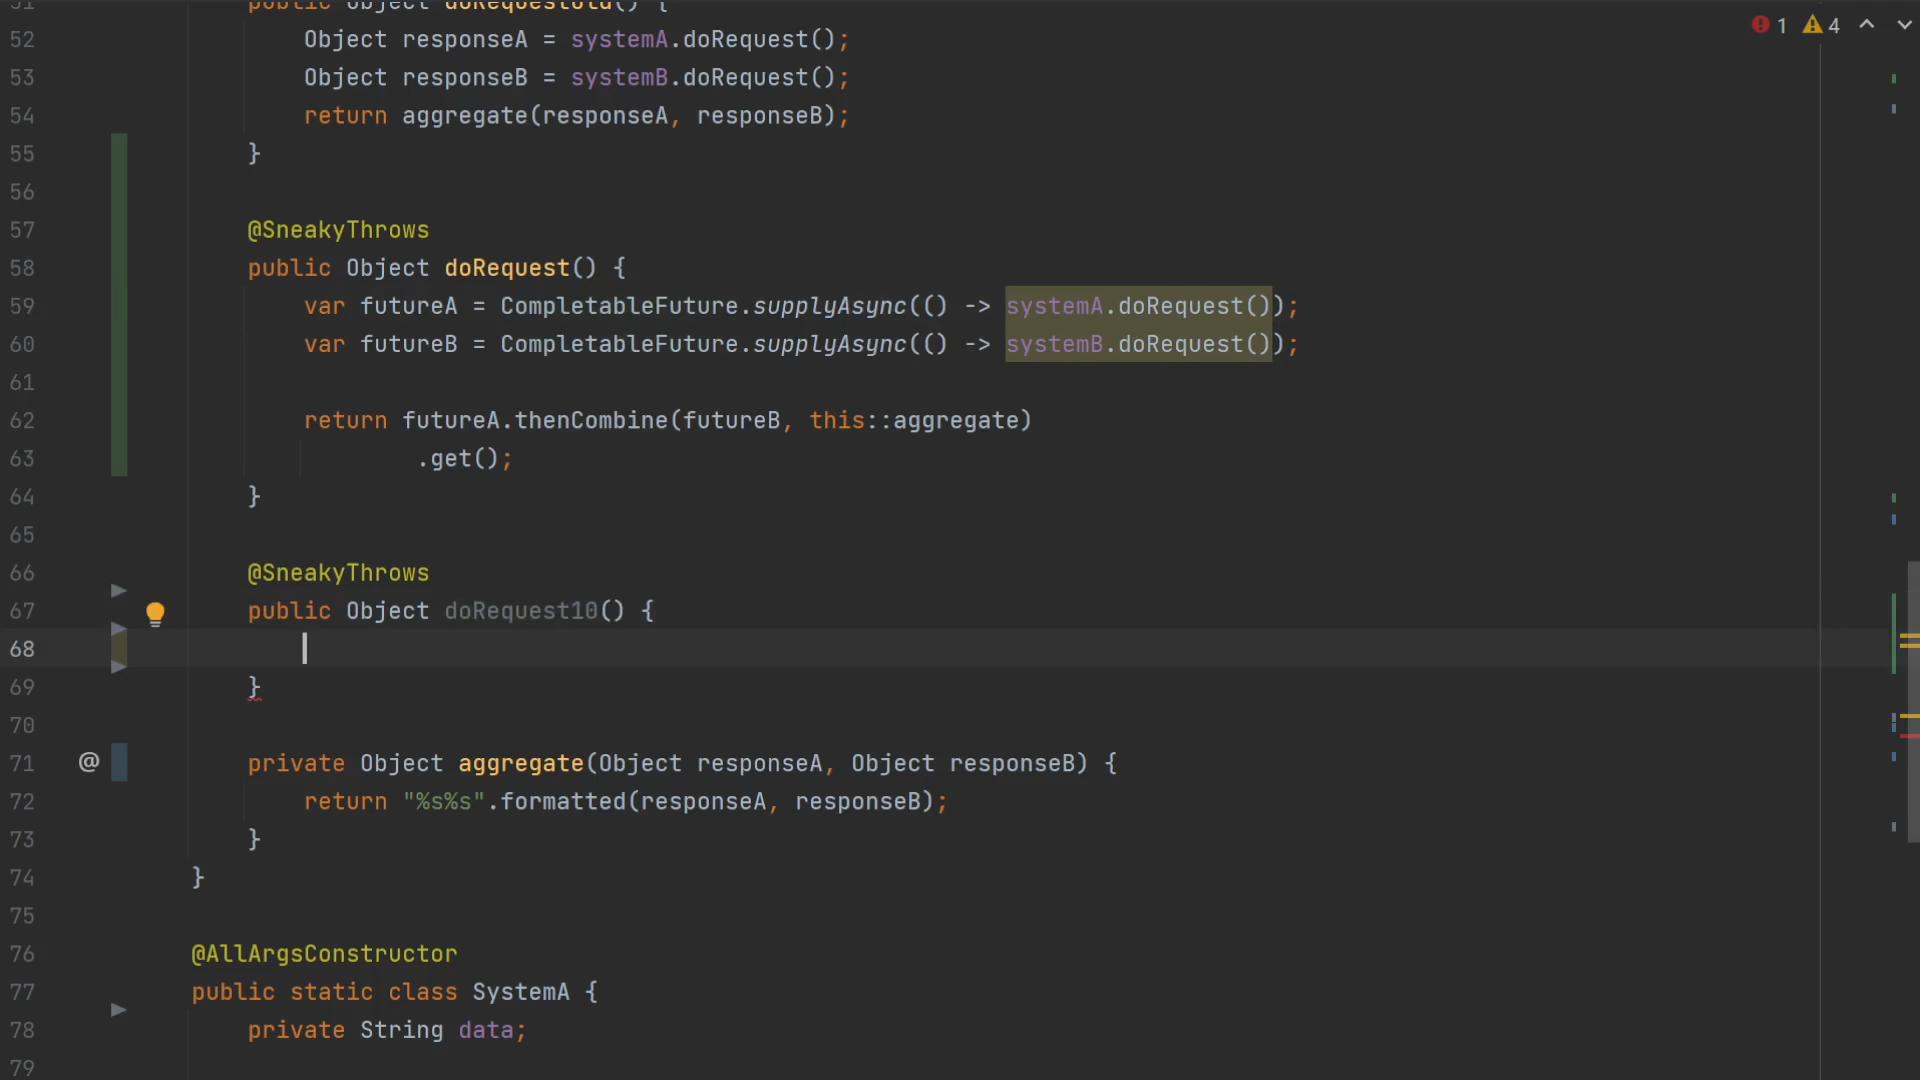 51 public Object doRequestOld() {
1 4
52 Object responseA = systemA.doRequest();
53 Object responseB = systemB.doRequest();
54 return aggregate(responseA, responseB);
55 }
56
57 @SneakyThrows
58 public Object doRequest() {
59 var futureA = CompletableFuture.supplyAsync(() -> systemA.doRequest());
60 var futureB = CompletableFuture.supplyAsync(() -> systemB.doRequest());
61
62 return futureA.thenCombine(futureB, this::aggregate)
63 .get();
64 }
65
66 @SneakyThrows
67 public Object doRequest10() {
68
69 }
70
71 @ private Object aggregate(Object responseA, Object responseB) {
72 return "%s%s".formatted(responseA, responseB);
73 }
74 }
75
76 @AllArgsConstructor
77 public static class SystemA {
78 private String data;
79